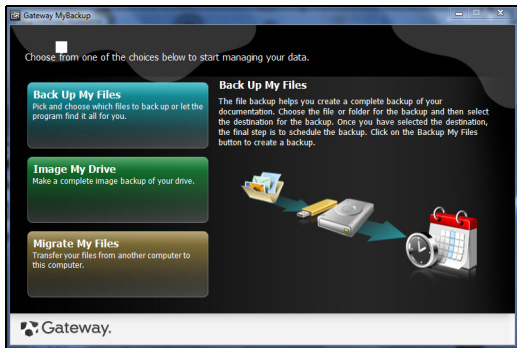 Gateway MyBackup
Choose from one of the choices below to start managing your data.
Back Up My Files
Pick and choose which files to back up or let the
program find it all for you.
Image My Drive
Make a complete image backup of your drive.
Migrate My Files
Transfer your files from another computer to
this computer.
Back Up My Files
The file backup helps you create a complete backup of your
documentation. Choose the file or folder for the backup and then select
the destination for the backup. Once you have selected the destination,
the final step is to schedule the backup. Click on the Backup My Files
button to create a backup.
Gateway.